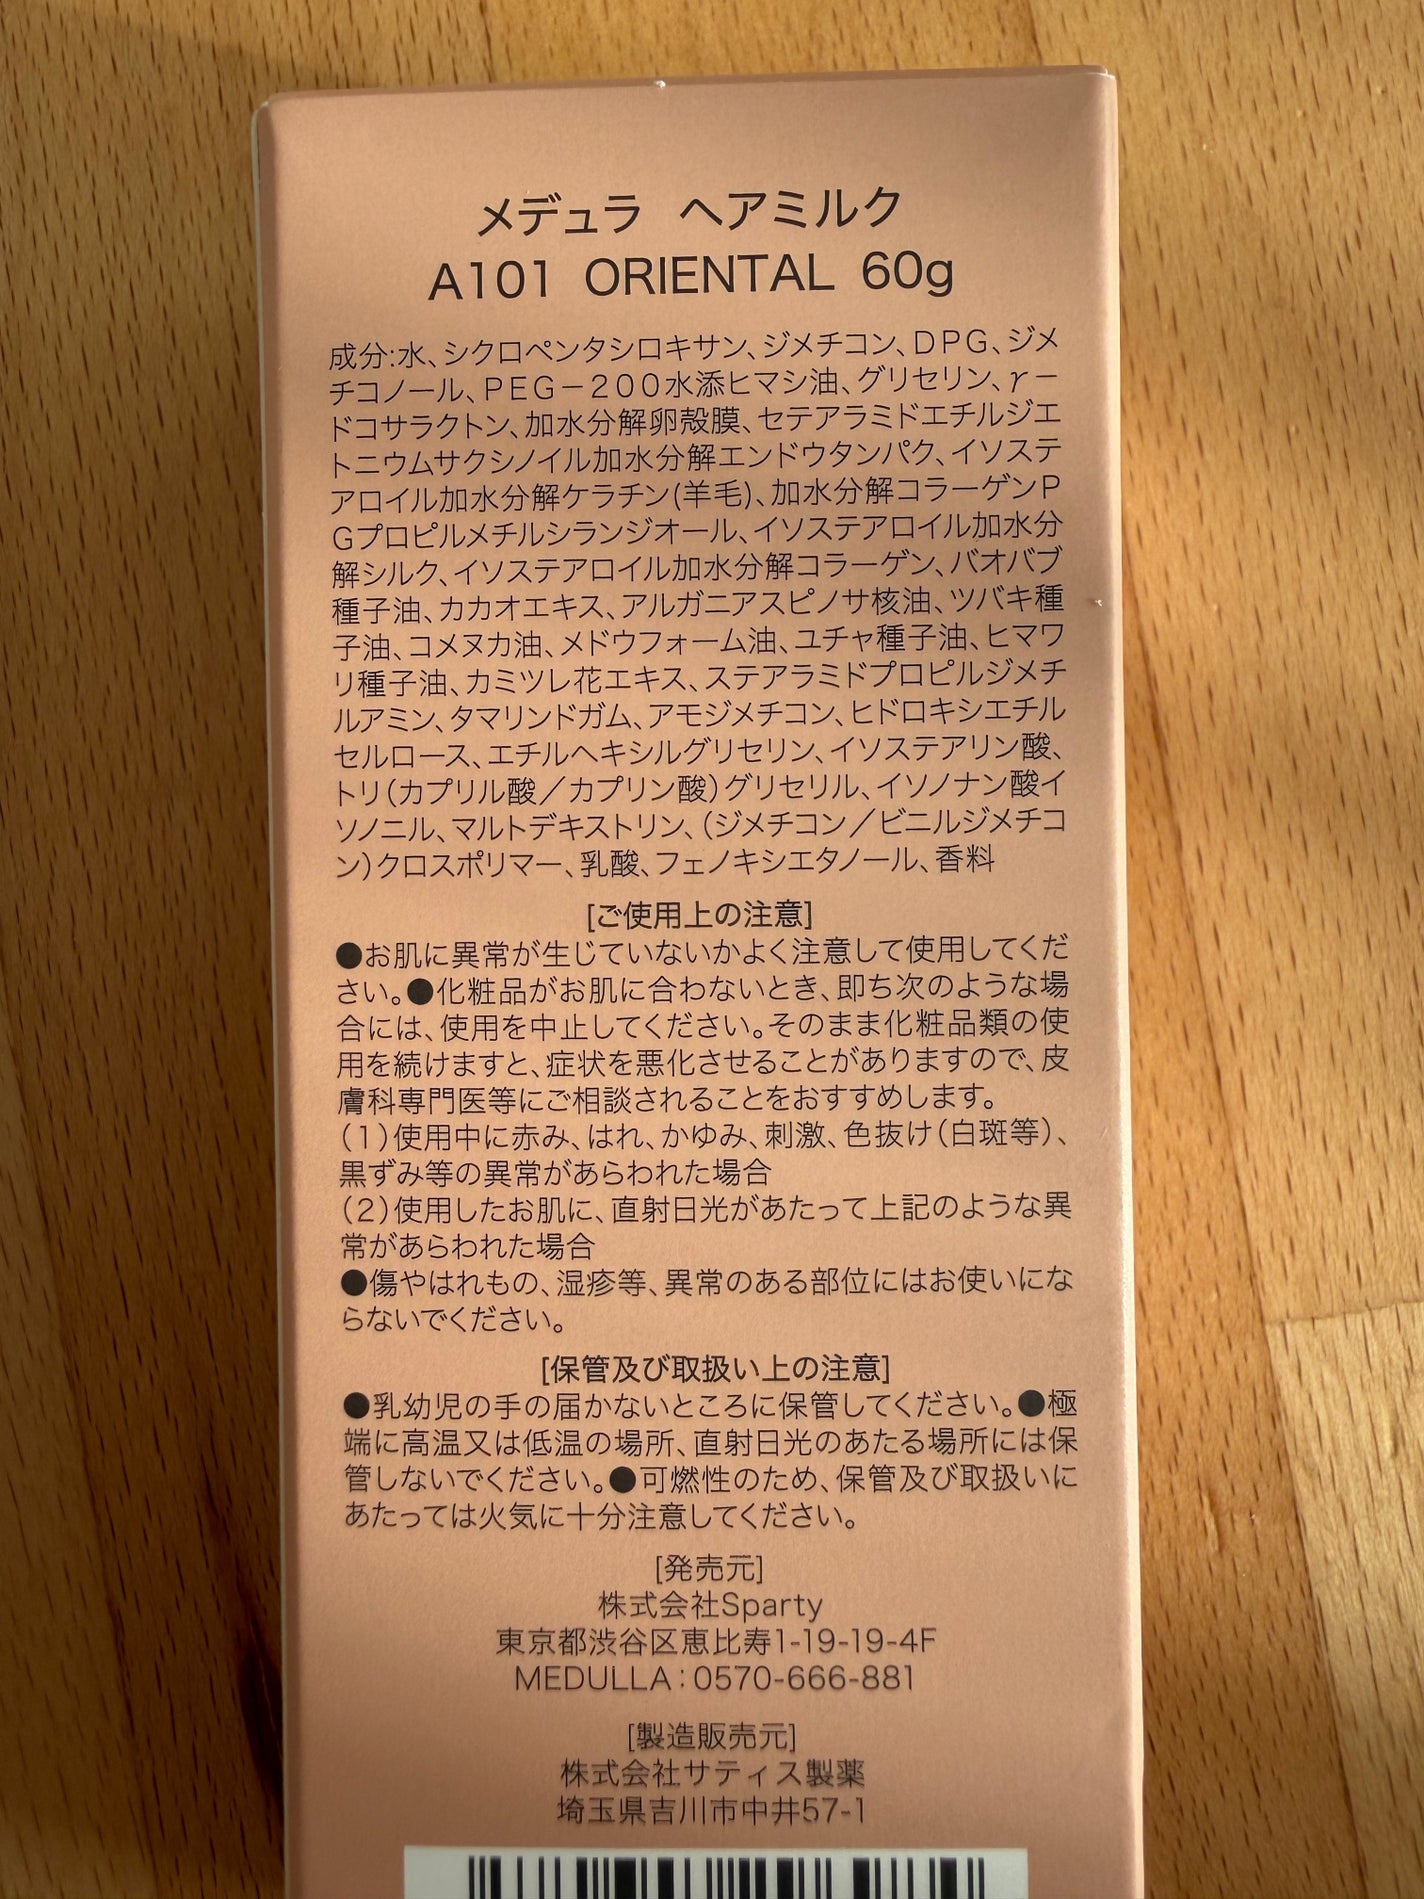 メデュラ ヘアミルク
A101 ORIENTAL 60g
成分:水、シクロペンタシロキサン、ジメチコン、DPG、ジメ
チコノール、PEG－200水添ヒマシ油、グリセリン、γ－
ドコサラクトン、加水分解卵殻膜、セテアラミドエチルジエ
トニウムサクシノイル加水分解エンドウタンパク、イソステ
アロイル加水分解ケラチン(羊毛)、加水分解コラーゲンP
Gプロピルメチルシランジオール、イソステアロイル加水分
解シルク、イソステアロイル加水分解コラーゲン、バオバブ
種子油、カカオエキス、アルガニアスピノサ核油、ツバキ種
子油、コメヌカ油、メドウフォーム油、ユチャ種子油、ヒマワ
リ種子油、カミツレ花エキス、ステアラミドプロピルジメチ
ルアミン、タマリンドガム、アモジメチコン、ヒドロキシエチル
セルロース、エチルヘキシルグリセリン、イソステアリン酸、
トリ(カプリル酸／カプリン酸)グリセリル、イソノナン酸イ
ソノニル、マルトデキストリン、(ジメチコン／ビニルジメチコ
ン)クロスポリマー、乳酸、フェノキシエタノール、香料
[ご使用上の注意]
●お肌に異常が生じていないかよく注意して使用してくだ
さい。●化粧品がお肌に合わないとき、即ち次のような場
合には、使用を中止してください。そのまま化粧品類の使
用を続けますと、症状を悪化させることがありますので、皮
膚科専門医等にご相談されることをおすすめします。
(1)使用中に赤み、はれ、かゆみ、刺激、色抜け(白斑等)、
黒ずみ等の異常があらわれた場合
(2)使用したお肌に、直射日光があたって上記のような異
常があらわれた場合
●傷やはれもの、湿疹等、異常のある部位にはお使いにな
らないでください。
[保管及び取扱い上の注意]
●乳幼児の手の届かないところに保管してください。●極
端に高温又は低温の場所、直射日光のあたる場所には保
管しないでください。●可燃性のため、保管及び取扱いに
あたっては火気に十分注意してください。
[発売元]
株式会社Sparty
東京都渋谷区恵比寿1-19-19-4F
MEDULLA：0570-666-881
[製造販売元]
株式会社サティス製薬
埼玉県吉川市中井57-1